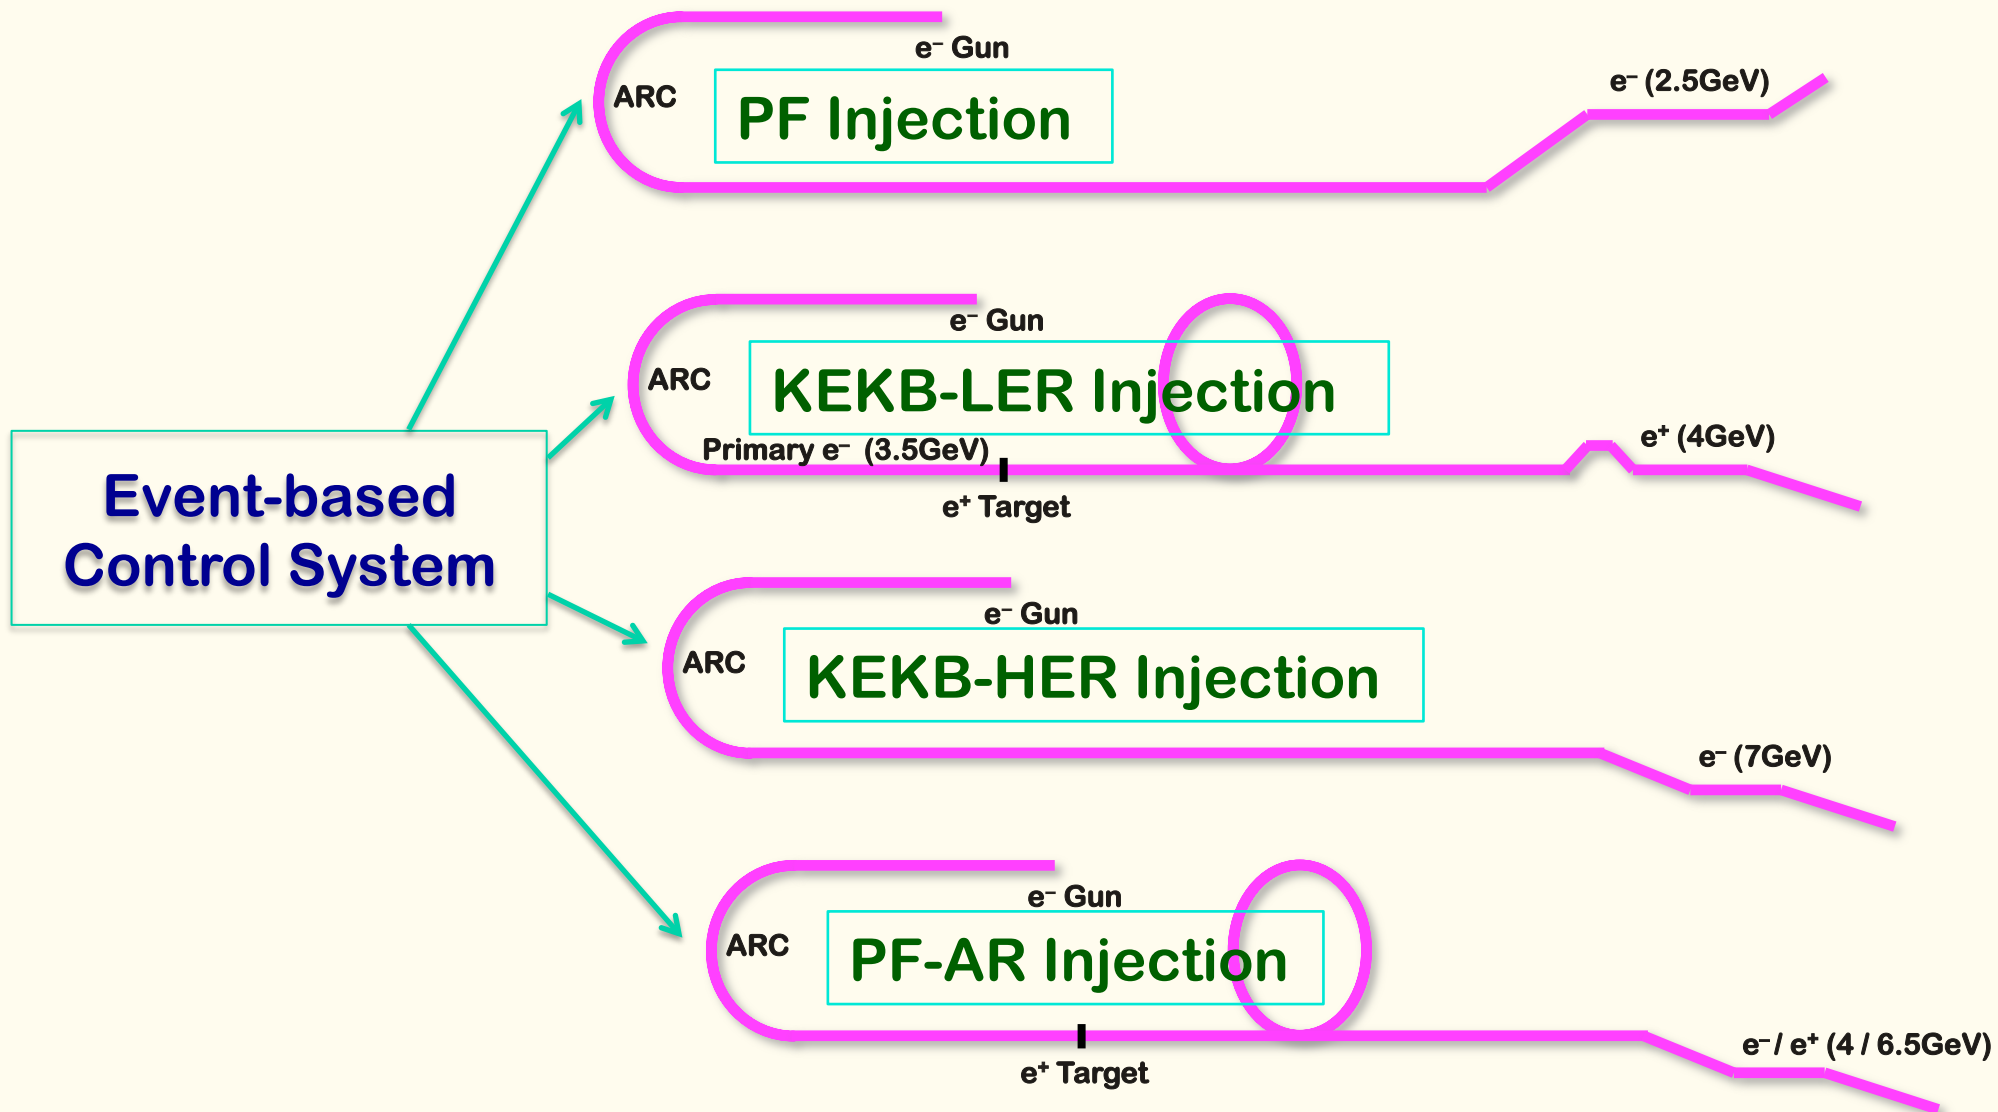 e⁻ Gun
ARC
PF Injection
e⁻ (2.5GeV)
e⁻ Gun
ARC
KEKB-LER Injection
Primary e⁻ (3.5GeV)
e⁺ Target
e⁺ (4GeV)
Event-based
Control System
e⁻ Gun
ARC
KEKB-HER Injection
e⁻ (7GeV)
e⁻ Gun
ARC
PF-AR Injection
e⁺ Target
e⁻ / e⁺ (4 / 6.5GeV)